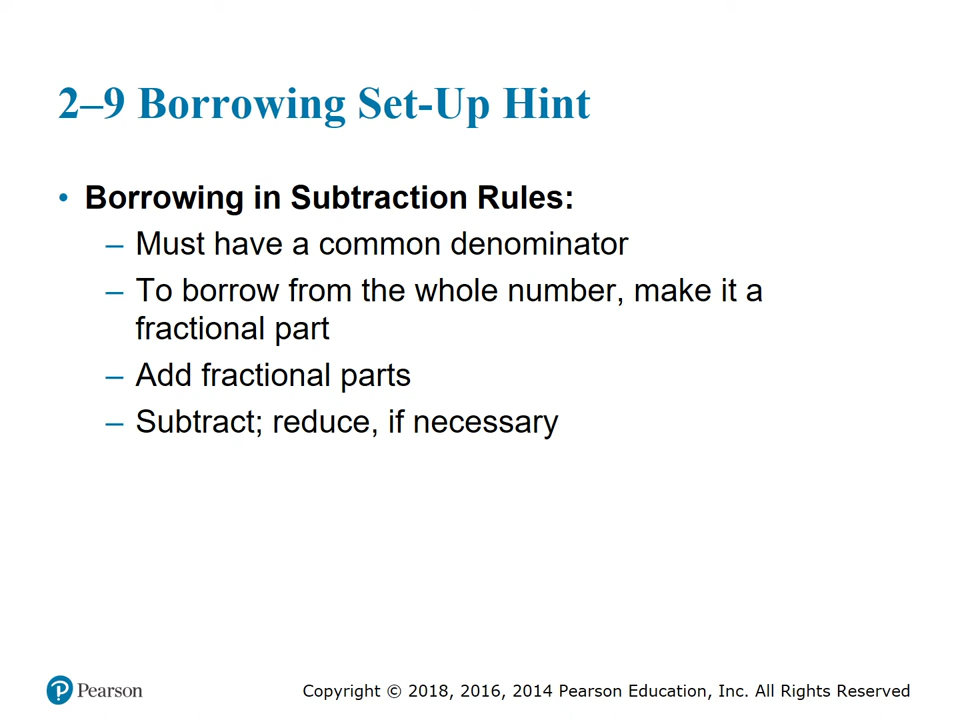 2–9 Borrowing Set-Up Hint
• Borrowing in Subtraction Rules:
– Must have a common denominator
– To borrow from the whole number, make it a
fractional part
– Add fractional parts
– Subtract; reduce, if necessary
P Pearson
Copyright © 2018, 2016, 2014 Pearson Education, Inc. All Rights Reserved